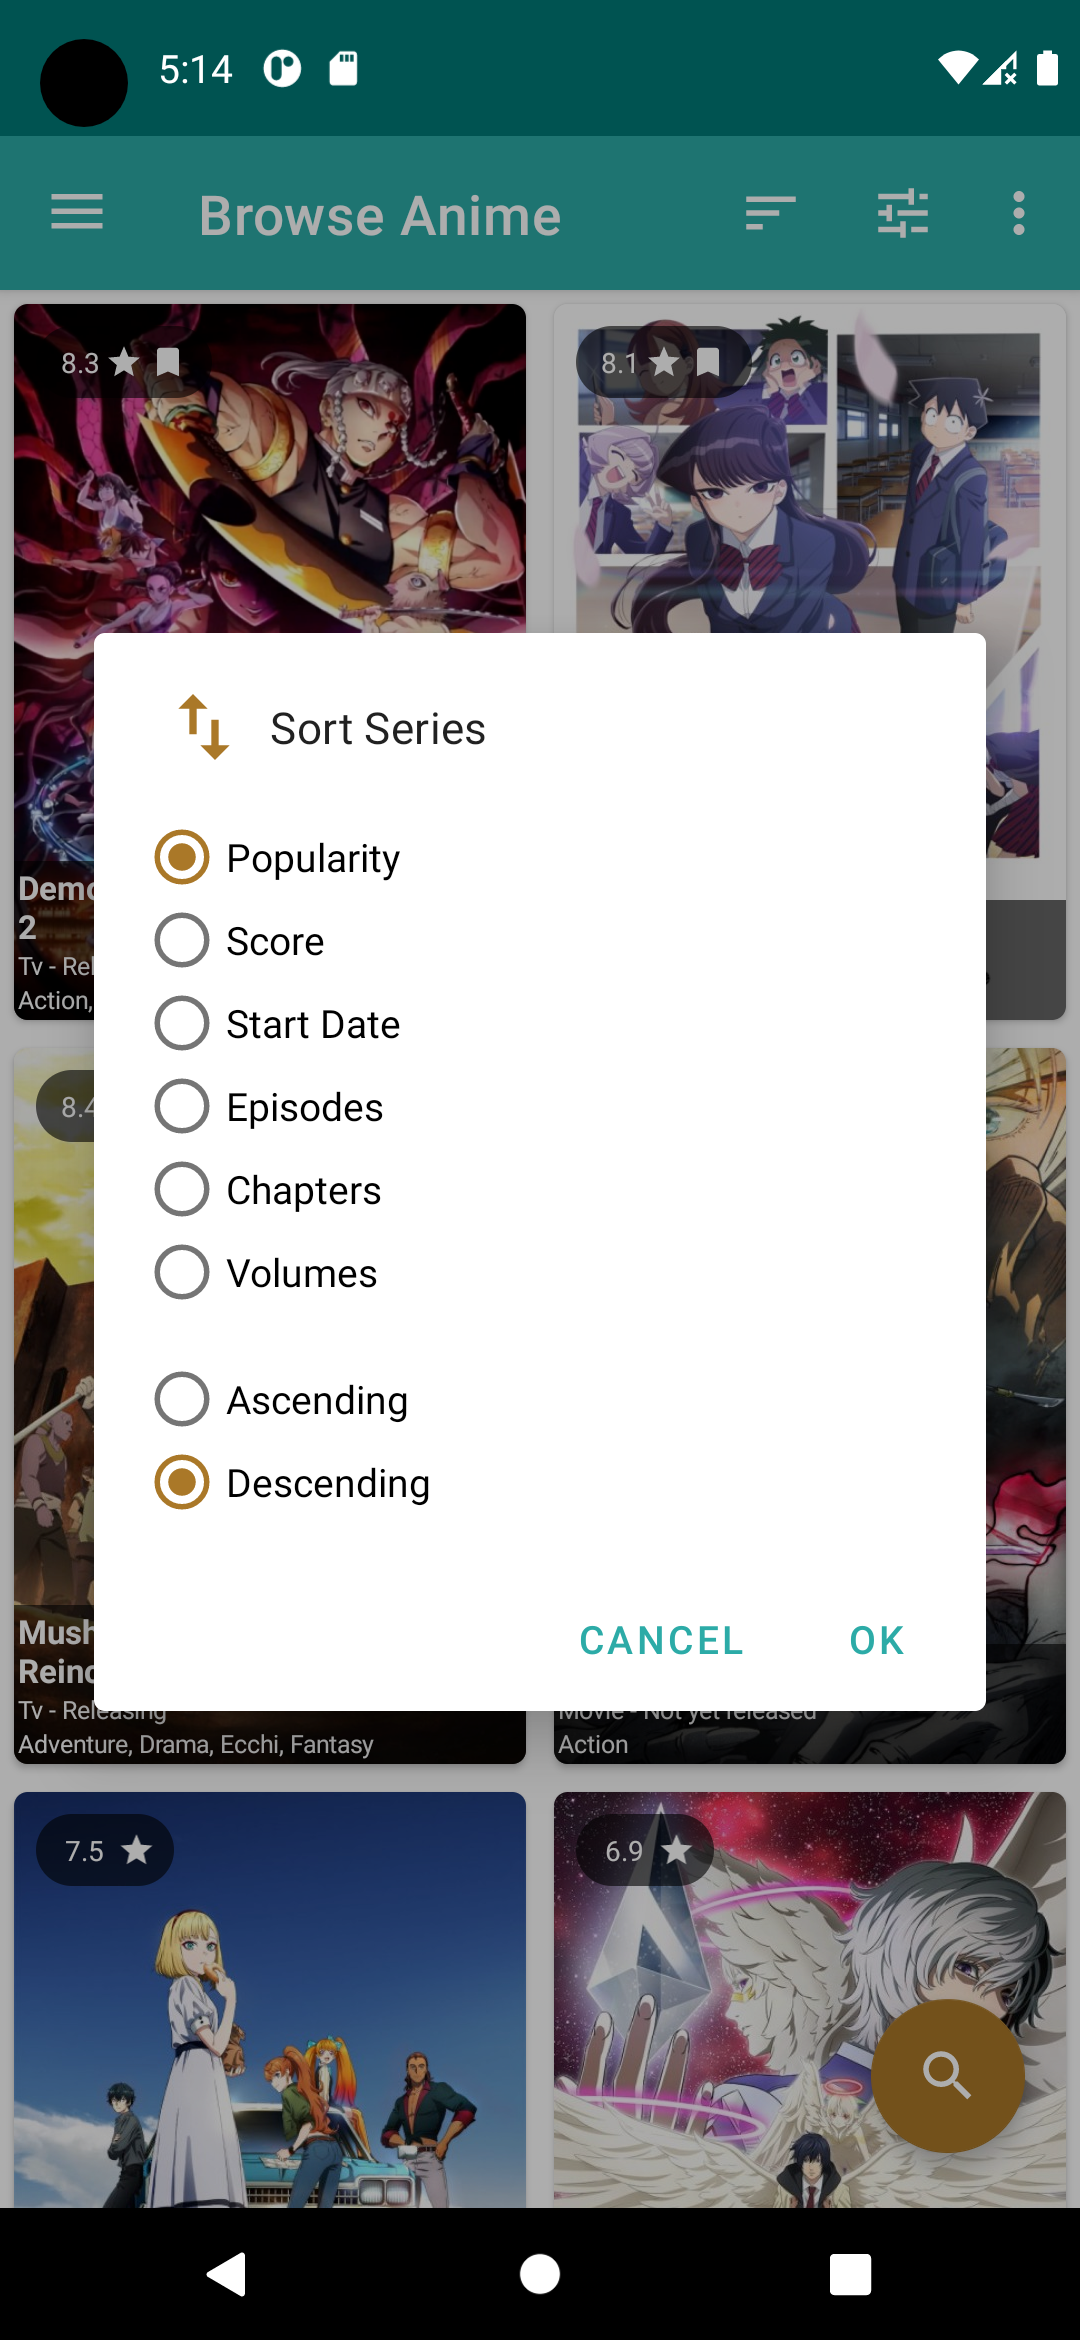 5:14
Browse Anime
8.3
8.1
Sort Series
Popularity
Score
Start Date
Episodes
Chapters
Volumes
Ascending
Descending
CANCEL OK
2
Tv - Rel
Action,
8.4
Reinc
Tv - Releasing
Adventure, Drama, Ecchi, Fantasy
Movie - Not yet released
Action
7.5
6.9